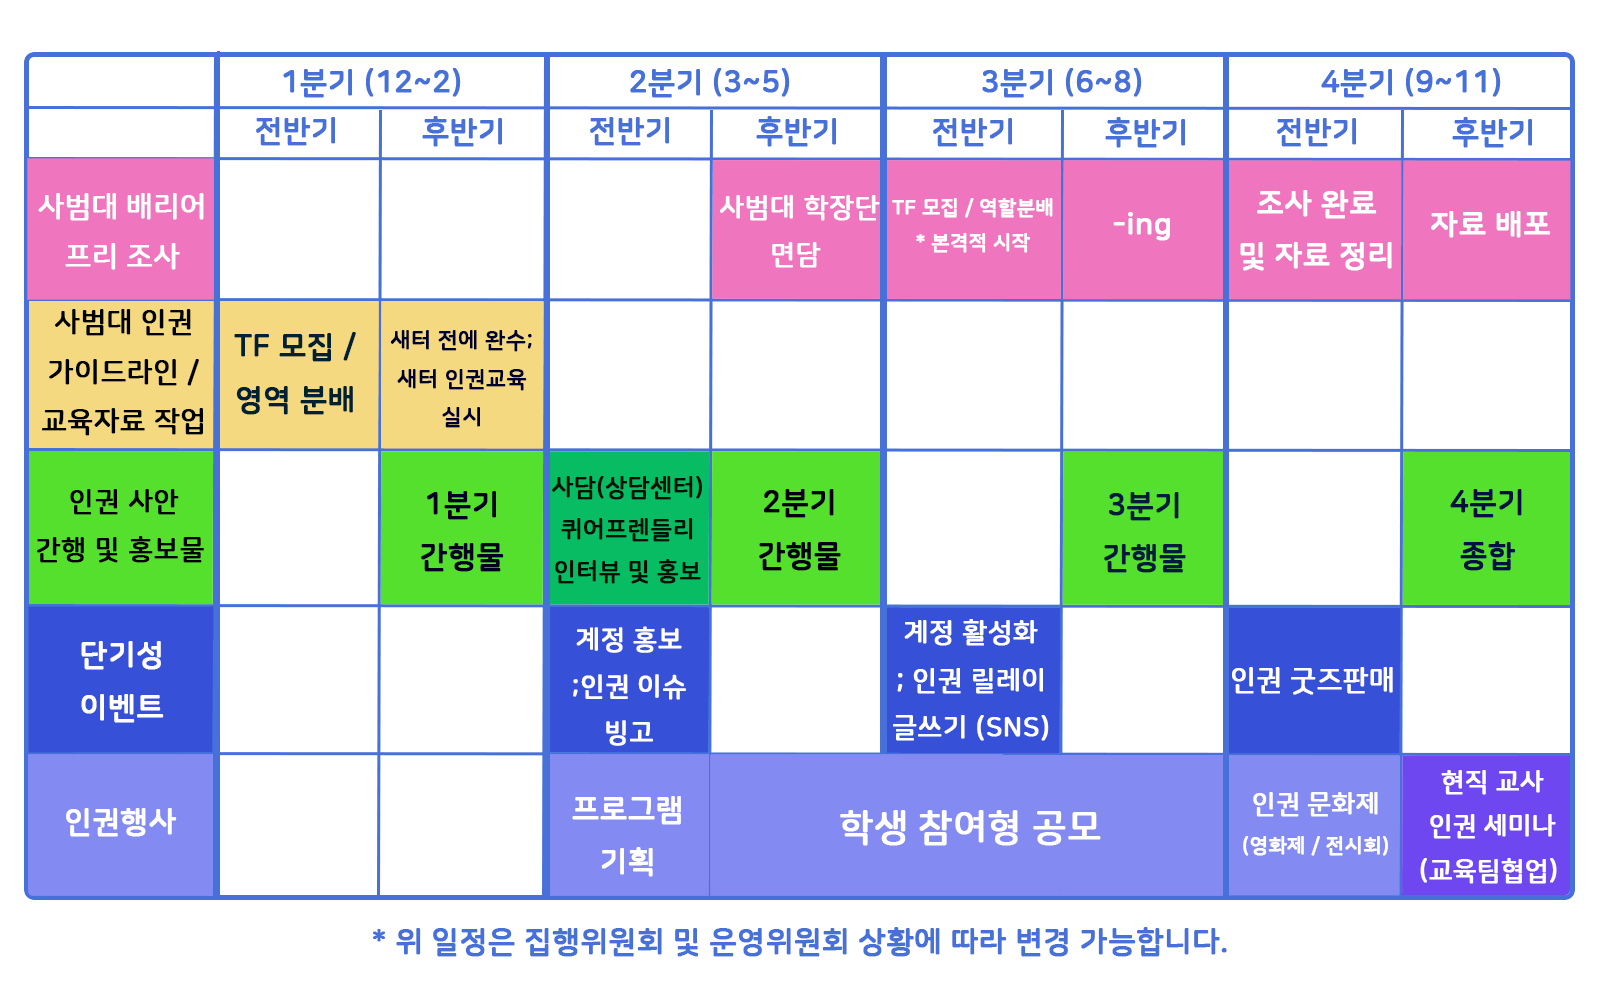 1분기 (12~2)
2분기 (3~5)
3분기 (6~8)
4분기 (9~11)
전반기
후반기
전반기
후반기
전반기
후반기
전반기
후반기
사범대 배리어
프리 조사
사범대 학장단
면담
TF 모집 / 역할분배
* 본격적 시작
-ing
조사 완료
및 자료 정리
자료 배포
사범대 인권
가이드라인 /
교육자료 작업
TF 모집 /
영역 분배
새터 전에 완수;
새터 인권교육
실시
인권 사안
간행 및 홍보물
1분기
간행물
사담(상담센터)
퀴어프렌들리
인터뷰 및 홍보
2분기
간행물
3분기
간행물
4분기
종합
단기성
이벤트
계정 홍보
;인권 이슈
빙고
계정 활성화
; 인권 릴레이
글쓰기 (SNS)
인권 굿즈판매
인권행사
프로그램
기획
학생 참여형 공모
인권 문화제
(영화제 / 전시회)
현직 교사
인권 세미나
(교육팀협업)
* 위 일정은 집행위원회 및 운영위원회 상황에 따라 변경 가능합니다.